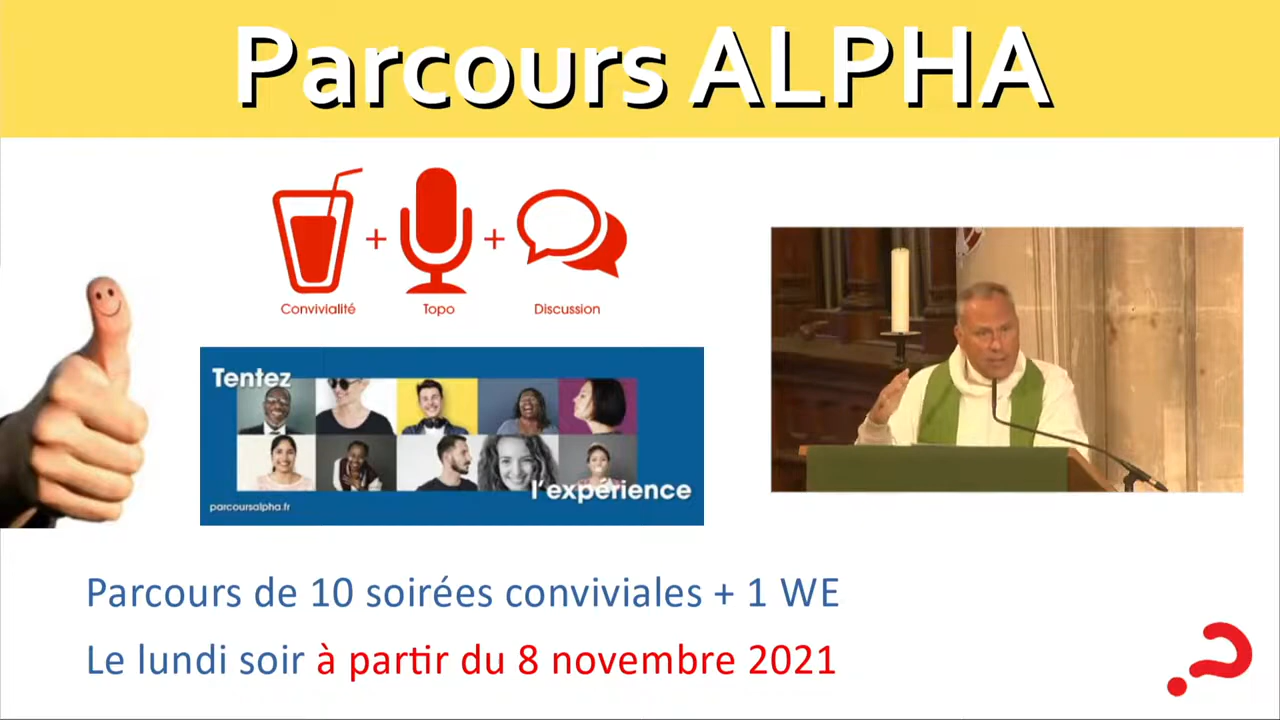 Parcours ALPHA
+ +
Convivialité Topo Discussion
Tentez
l'expérience
parcoursalpha.fr
Parcours de 10 soirées conviviales + 1 WE
Le lundi soir à partir du 8 novembre 2021
?